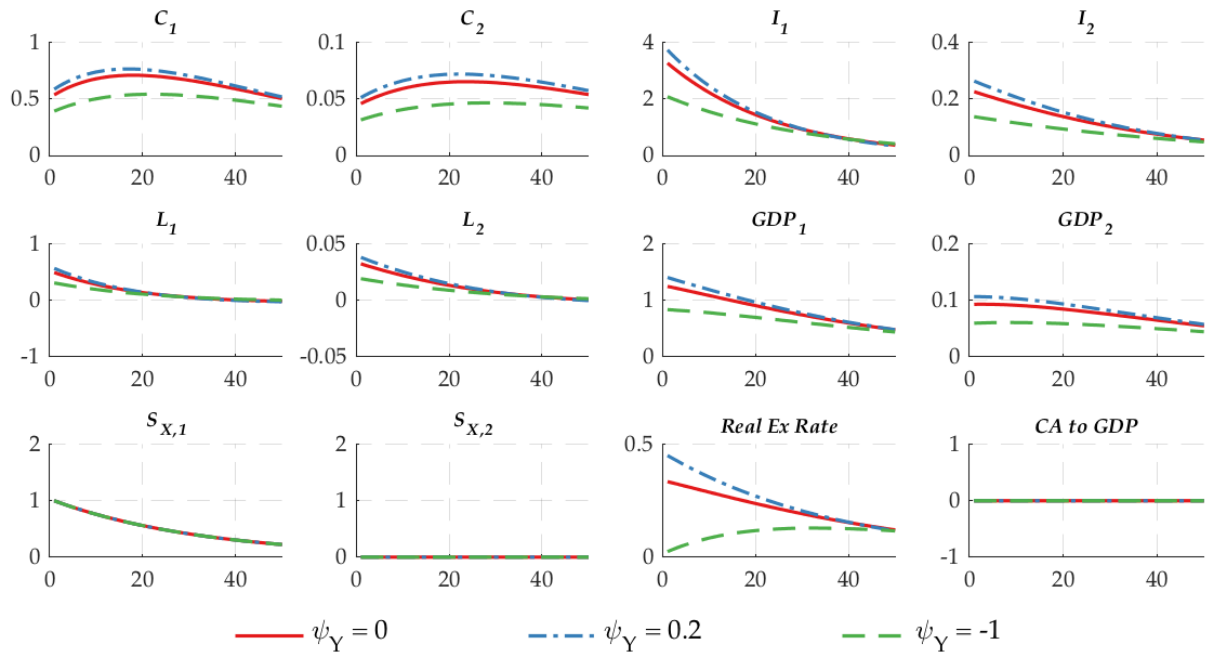 C1 C2 I1 I2
1 0.1 4 0.4
0.5 0.05 2 0.2
0 0 0 0
0 20 40 0 20 40 0 20 40 0 20 40
L1 L2 GDP1 GDP2
1 0.05 2 0.2
0 0 1 0.1
-1 -0.05 0 0
0 20 40 0 20 40 0 20 40 0 20 40
SX,1 SX,2 Real Ex Rate CA to GDP
2 2 0.5 1
1 1 0
0 0 0 -1
0 20 40 0 20 40 0 20 40 0 20 40
ψY = 0 ψY = 0.2 ψY = -1